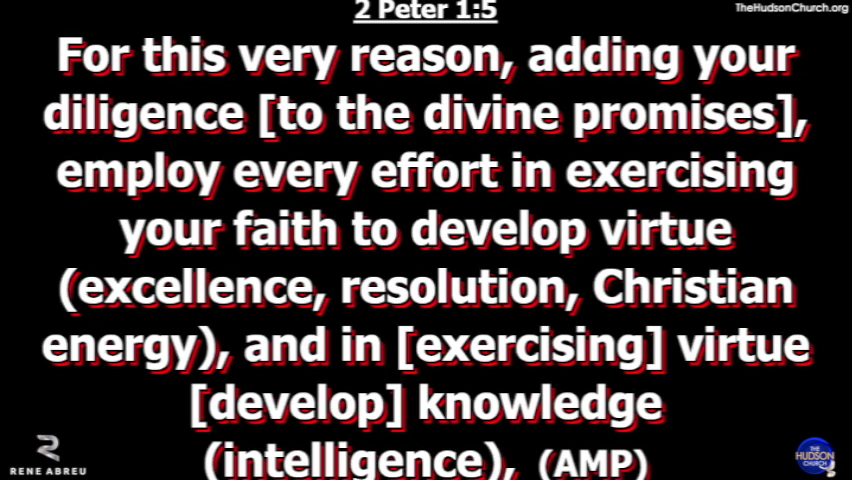 2 Peter 1:5
TheHudsonChurch.org
For this very reason, adding your
diligence [to the divine promises],
employ every effort in exercising
your faith to develop virtue
(excellence, resolution, Christian
energy), and in [exercising] virtue
[develop] knowledge
(intelligence), (AMP)
RENE ABREU
THE
HUDSON
CHURCH